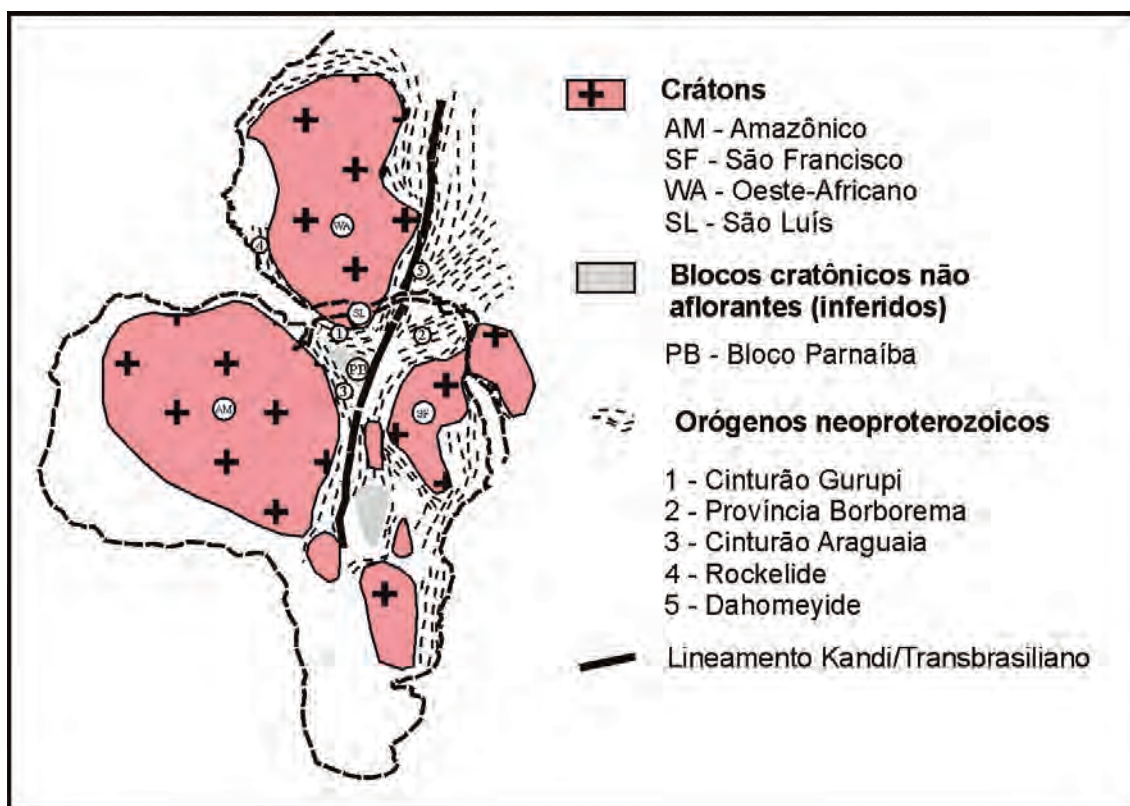 Crátons
AM - Amazônico
SF - São Francisco
WA - Oeste-Africano
SL - São Luís
Blocos cratônicos não
aflorantes (inferidos)
PB - Bloco Parnaíba
Orógenos neoproterozoicos
1 - Cinturão Gurupi
2 - Província Borborema
3 - Cinturão Araguaia
4 - Rockelide
5 - Dahomeyide
Lineamento Kandi/Transbrasiliano
WA
4
5
SL
1
2
PB
3
AM
SF